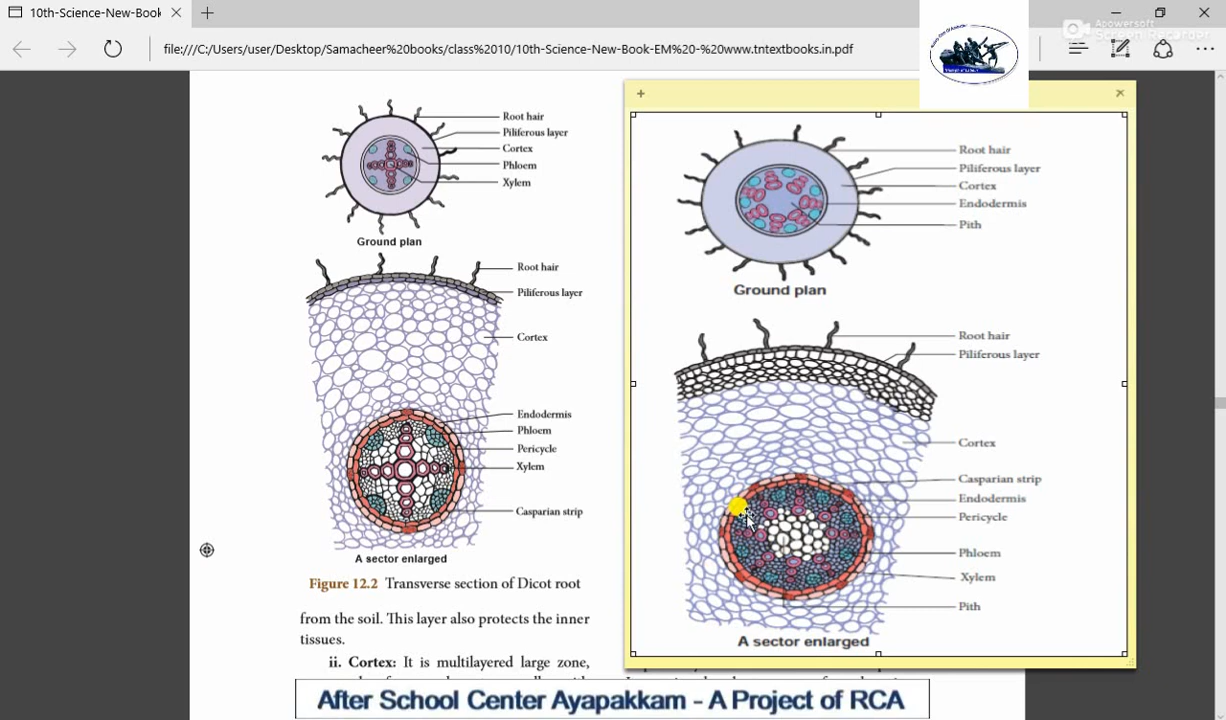 10th-Science-New-Book
Apowersoft
Screen Recorder
file:///C:/Users/user/Desktop/Samacheer%20books/class%2010/10th-Science-New-Book-EM%20-%20www.tntextbooks.in.pdf
Root hair
Piliferous layer
Cortex
Phloem
Xylem
Ground plan
Root hair
Piliferous layer
Cortex
Endodermis
Phloem
Pericycle
Xylem
Casparian strip
A sector enlarged
Figure 12.2 Transverse section of Dicot root
from the soil. This layer also protects the inner
tissues.
ii. Cortex: It is multilayered large zone,
Root hair
Piliferous layer
Cortex
Endodermis
Pith
Ground plan
Root hair
Piliferous layer
Cortex
Casparian strip
Endodermis
Pericycle
Phloem
Xylem
Pith
A sector enlarged
After School Center Ayapakkam - A Project of RCA